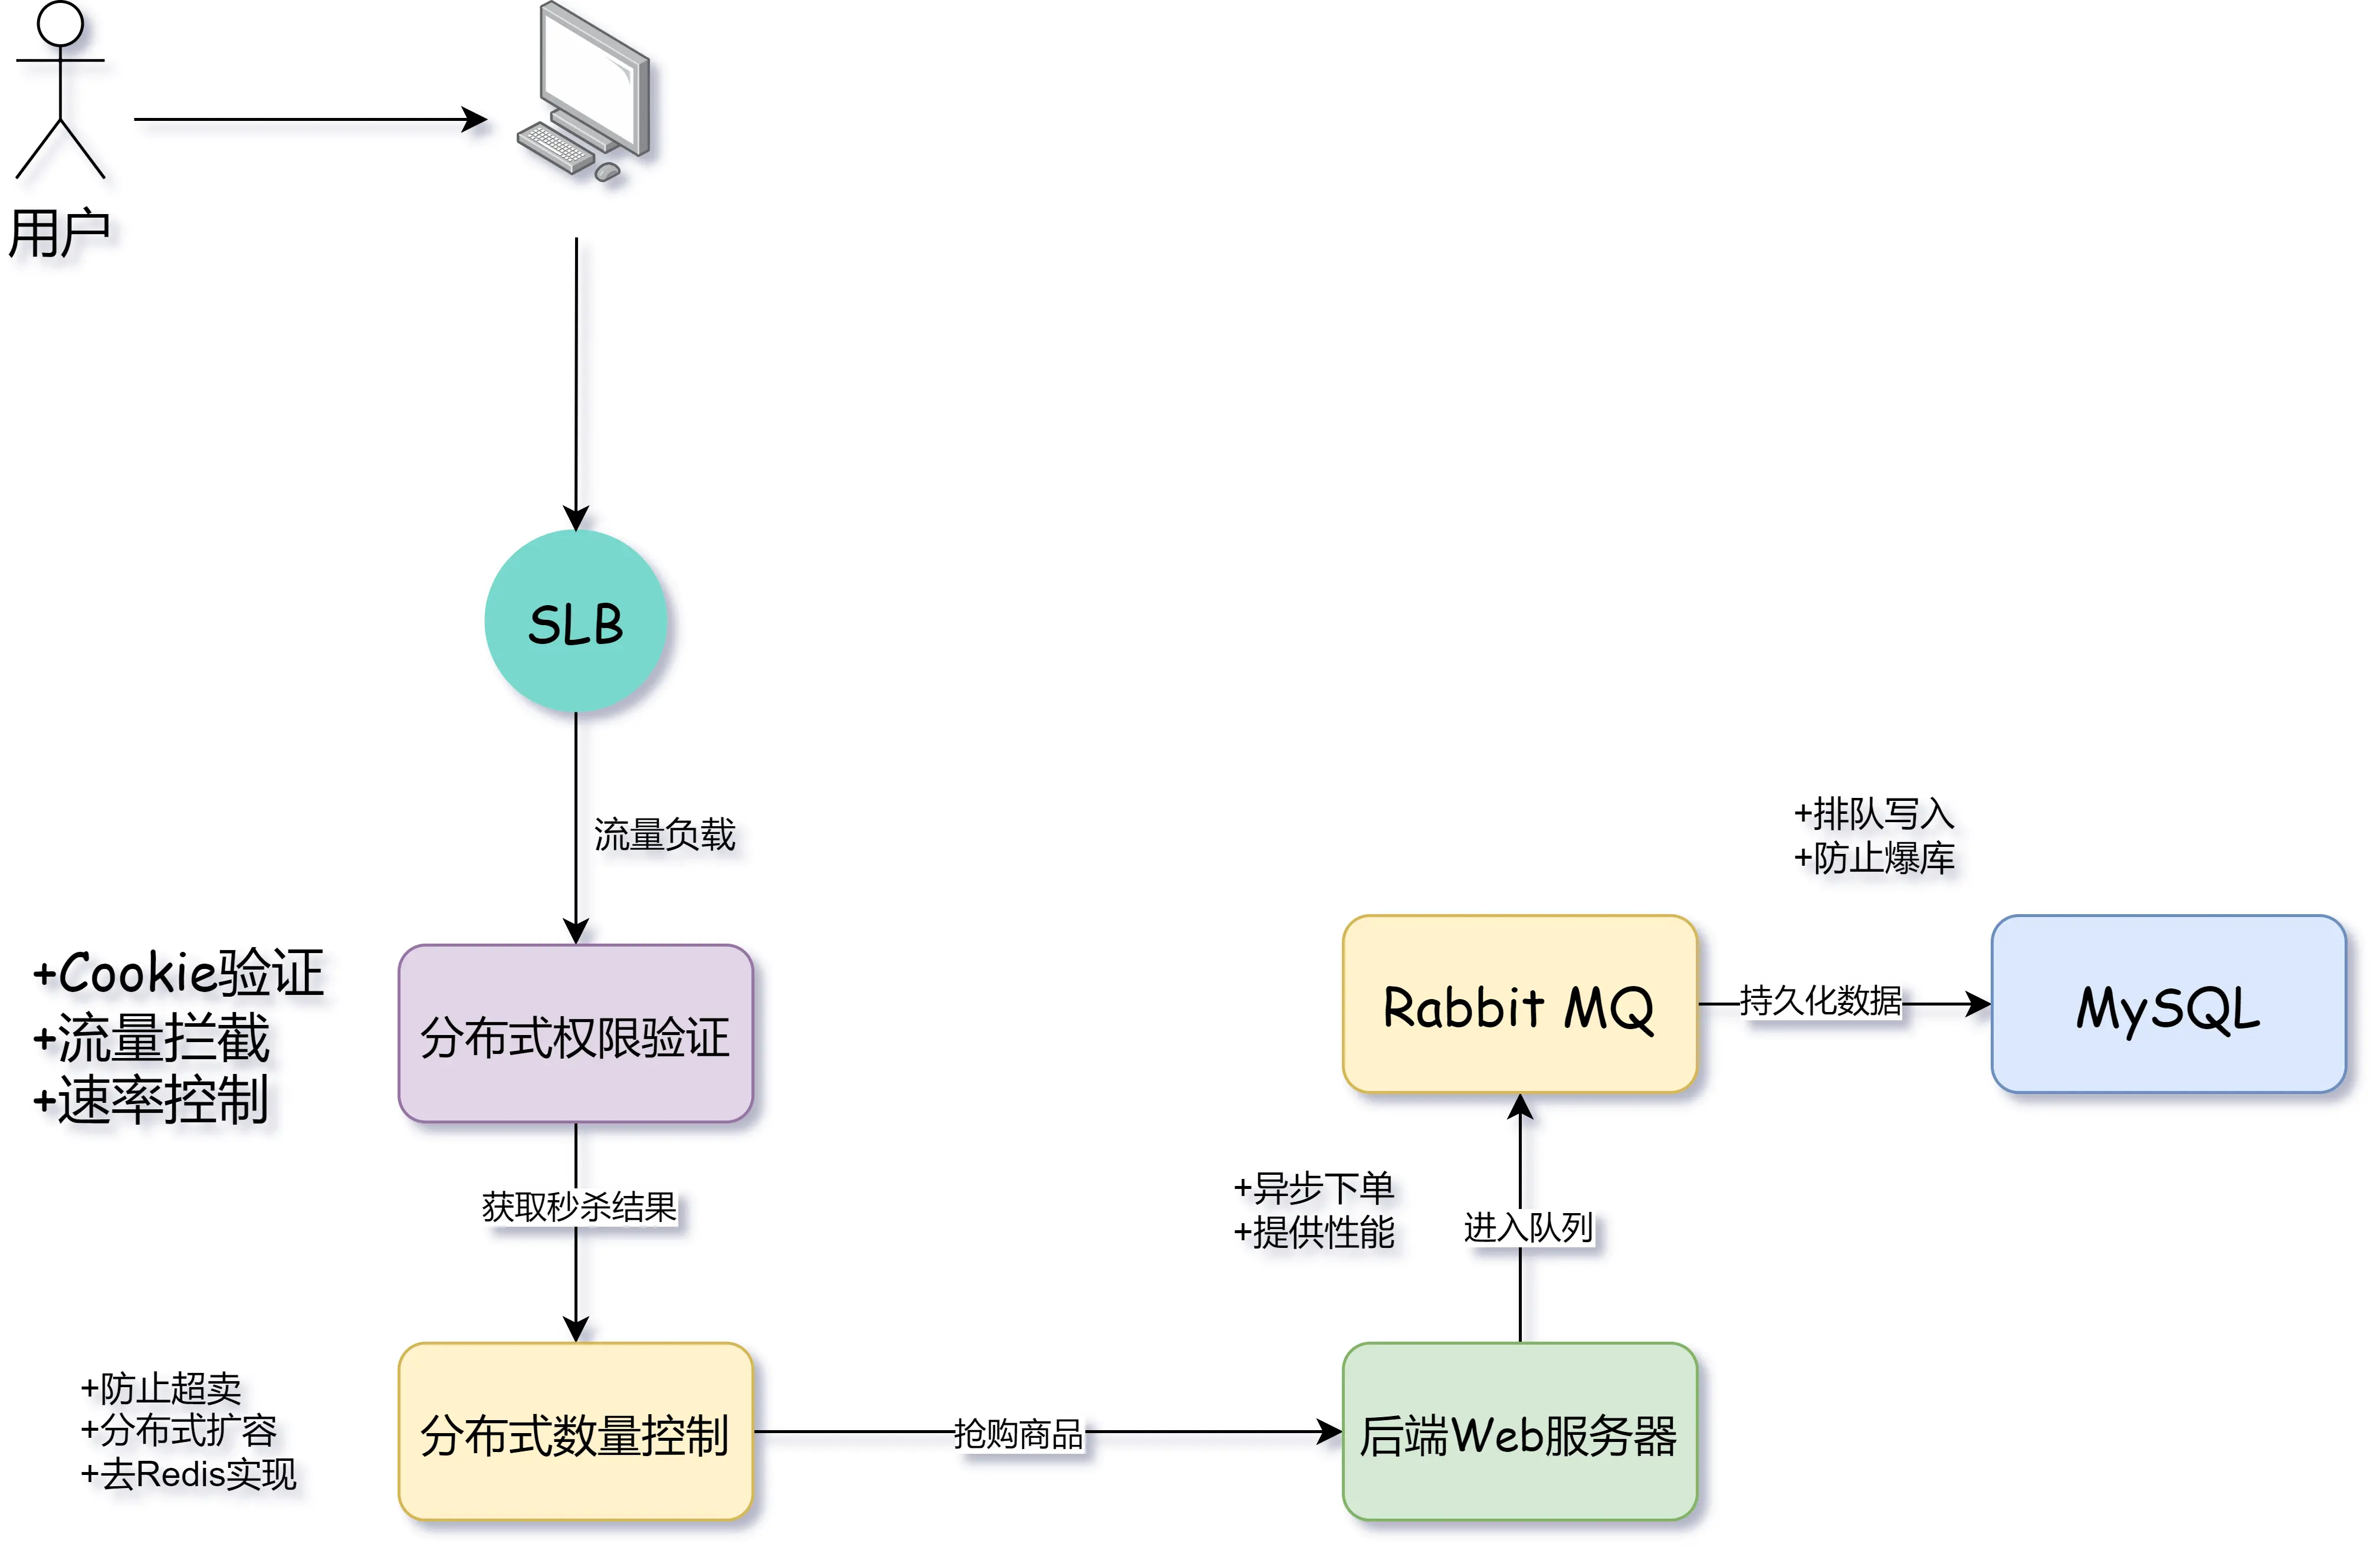 用户
SLB
流量负载
+Cookie验证
+流量拦截
+速率控制
分布式权限验证
获取秒杀结果
+防止超卖
+分布式扩容
+去Redis实现
分布式数量控制
抢购商品
后端Web服务器
+异步下单
+提供性能
进入队列
Rabbit MQ
+排队写入
+防止爆库
持久化数据
MySQL